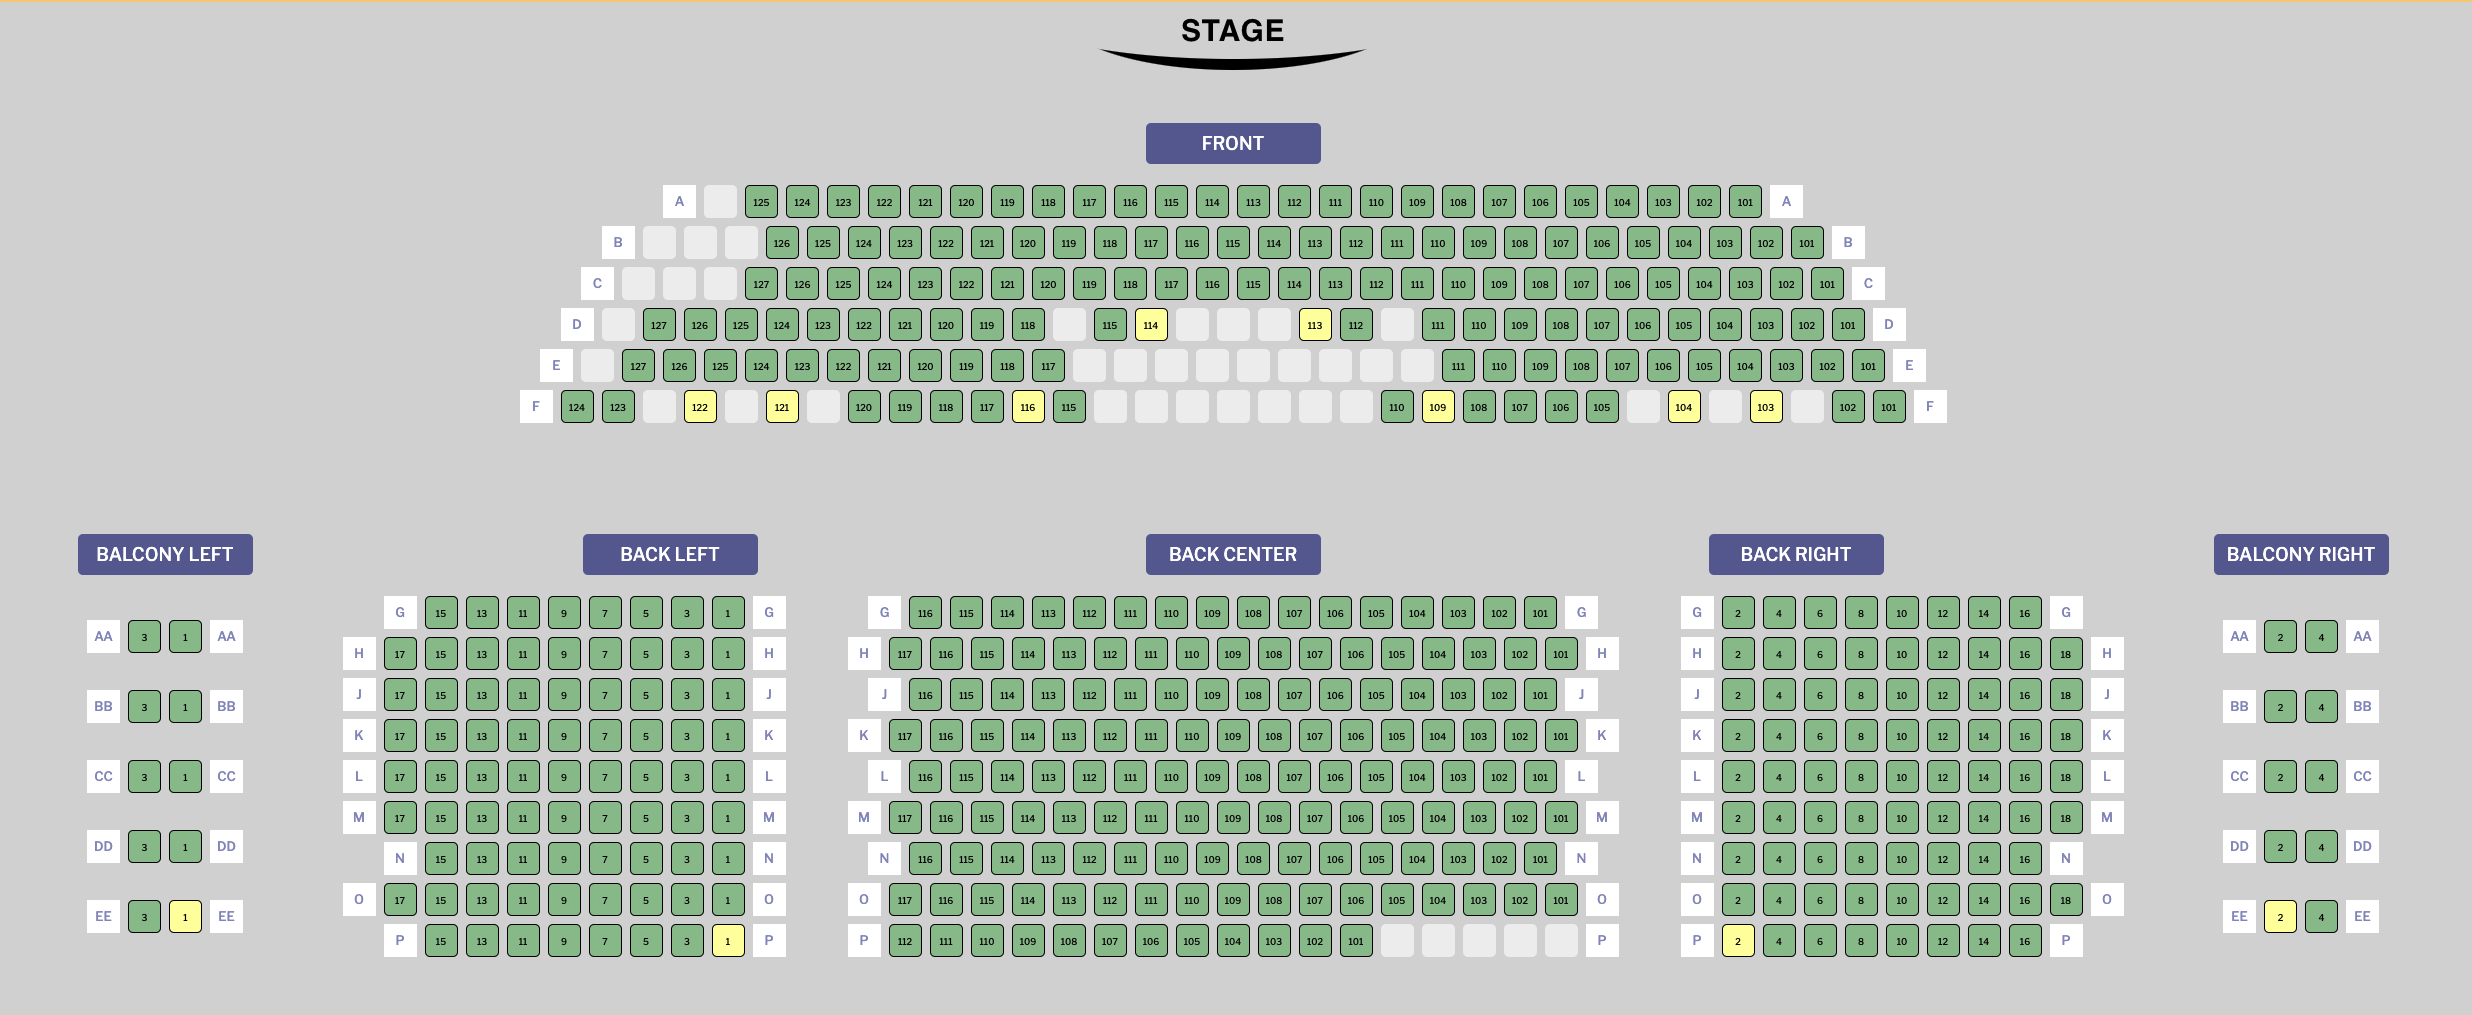 STAGE
FRONT
A 125 124 123 122 121 120 119 118 117 116 115 114 113 112 111 110 109 108 107 106 105 104 103 102 101 A
B 126 125 124 123 122 121 120 119 118 117 116 115 114 113 112 111 110 109 108 107 106 105 104 103 102 101 B
C 127 126 125 124 123 122 121 120 119 118 117 116 115 114 113 112 111 110 109 108 107 106 105 104 103 102 101 C
D 127 126 125 124 123 122 121 120 119 118 115 114 113 112 111 110 109 108 107 106 105 104 103 102 101 D
E 127 126 125 124 123 122 121 120 119 118 117 111 110 109 108 107 106 105 104 103 102 101 E
F 124 123 122 121 120 119 118 117 116 115 110 109 108 107 106 105 104 103 102 101 F
BALCONY LEFT
AA 3 1 AA
BB 3 1 BB
CC 3 1 CC
DD 3 1 DD
EE 3 1 EE
BACK LEFT
G 15 13 11 9 7 5 3 1 G
H 17 15 13 11 9 7 5 3 1 H
J 17 15 13 11 9 7 5 3 1 J
K 17 15 13 11 9 7 5 3 1 K
L 17 15 13 11 9 7 5 3 1 L
M 17 15 13 11 9 7 5 3 1 M
N 15 13 11 9 7 5 3 1 N
O 17 15 13 11 9 7 5 3 1 O
P 15 13 11 9 7 5 3 1 P
BACK CENTER
G 116 115 114 113 112 111 110 109 108 107 106 105 104 103 102 101 G
H 117 116 115 114 113 112 111 110 109 108 107 106 105 104 103 102 101 H
J 116 115 114 113 112 111 110 109 108 107 106 105 104 103 102 101 J
K 117 116 115 114 113 112 111 110 109 108 107 106 105 104 103 102 101 K
L 116 115 114 113 112 111 110 109 108 107 106 105 104 103 102 101 L
M 117 116 115 114 113 112 111 110 109 108 107 106 105 104 103 102 101 M
N 116 115 114 113 112 111 110 109 108 107 106 105 104 103 102 101 N
O 117 116 115 114 113 112 111 110 109 108 107 106 105 104 103 102 101 O
P 112 111 110 109 108 107 106 105 104 103 102 101 P
BACK RIGHT
G 2 4 6 8 10 12 14 16 G
H 2 4 6 8 10 12 14 16 18 H
J 2 4 6 8 10 12 14 16 18 J
K 2 4 6 8 10 12 14 16 18 K
L 2 4 6 8 10 12 14 16 18 L
M 2 4 6 8 10 12 14 16 18 M
N 2 4 6 8 10 12 14 16 N
O 2 4 6 8 10 12 14 16 18 O
P 2 4 6 8 10 12 14 16 P
BALCONY RIGHT
AA 2 4 AA
BB 2 4 BB
CC 2 4 CC
DD 2 4 DD
EE 2 4 EE